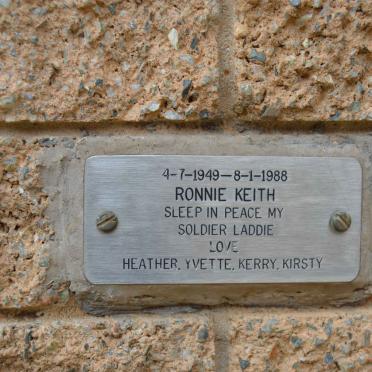 4-7-1949—8-1-1988
RONNIE KEITH
SLEEP IN PEACE MY
SOLDIER LADDIE
LOVE
HEATHER, YVETTE, KERRY, KIRSTY